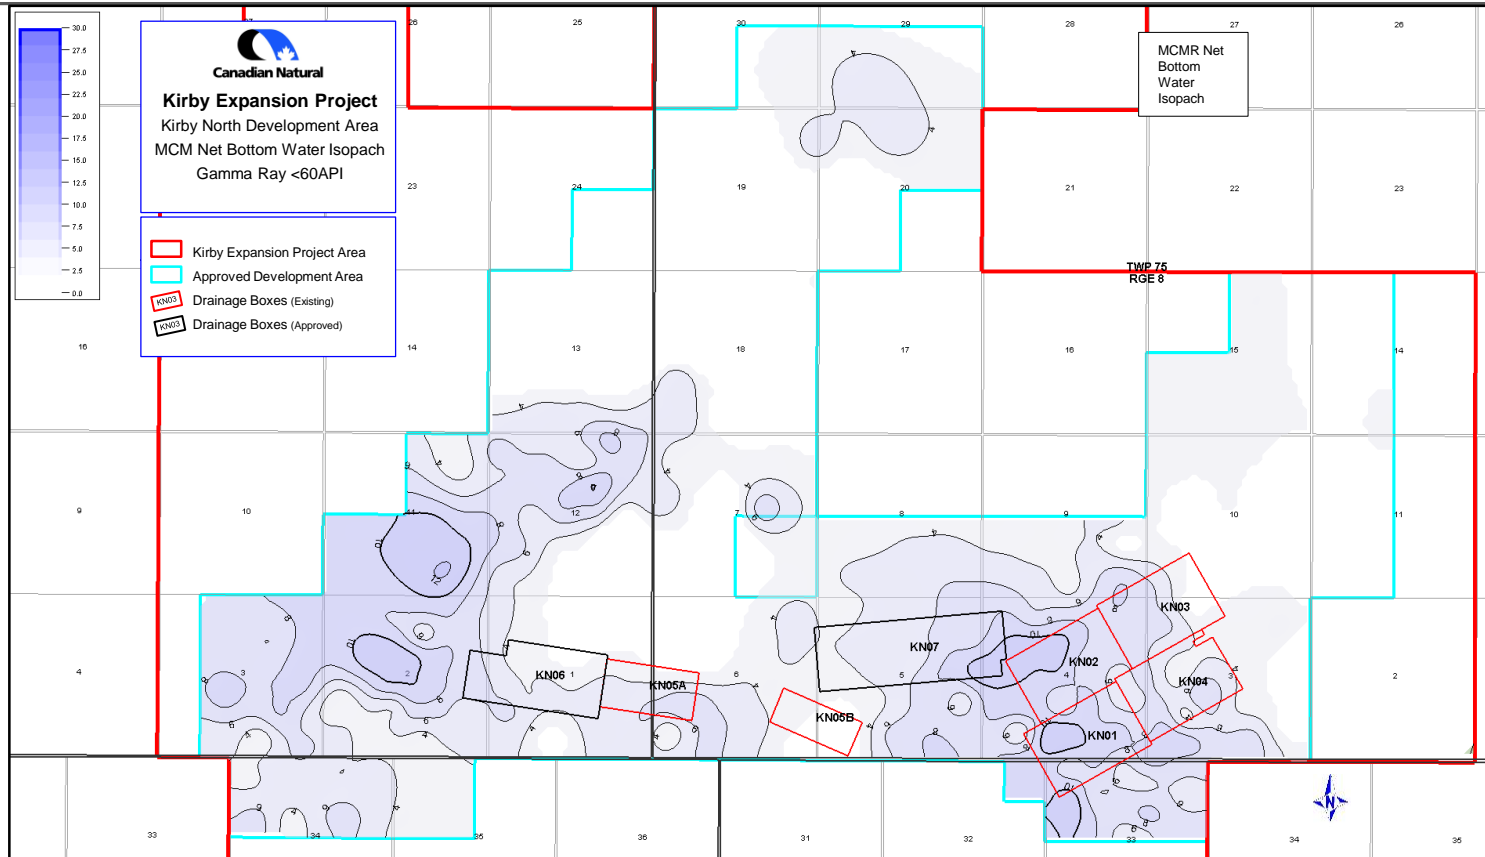 30.0
27.5
25.0
22.5
20.0
17.5
15.0
12.5
10.0
7.5
5.0
2.5
0.0
Canadian Natural
Kirby Expansion Project
Kirby North Development Area
MCM Net Bottom Water Isopach
Gamma Ray <60API
Kirby Expansion Project Area
Approved Development Area
KN03 Drainage Boxes (Existing)
KN03 Drainage Boxes (Approved)
MCMR Net
Bottom
Water
Isopach
26 25 30 29 28 27 26
23 24 19 20 21 22 23
TWP 75
RGE 8
16 14 13 18 17 16 15 14
9 10 11 12 7 8 9 10 11
4 3 2 1 6 5 4 3 2
KN03
KN07
KN02
KN06
KN05A
KN04
KN05B
KN01
33 34 35 36 31 32 33 34 35
N